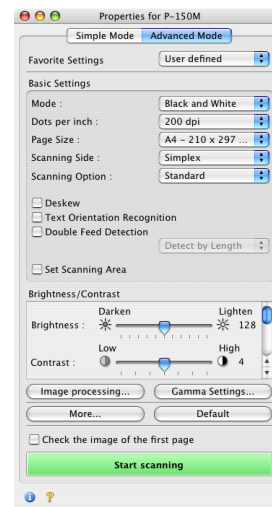 Properties for P-150M
Simple Mode Advanced Mode
Favorite Settings User defined
Basic Settings
Mode : Black and White
Dots per inch : 200 dpi
Page Size : A4 - 210 x 297 ...
Scanning Side : Simplex
Scanning Option : Standard
Deskew
Text Orientation Recognition
Double Feed Detection
Detect by Length
Set Scanning Area
Brightness/Contrast
Darken Lighten
Brightness : 128
Low High
Contrast : 4
Image processing... Gamma Settings...
More... Default
Check the image of the first page
Start scanning